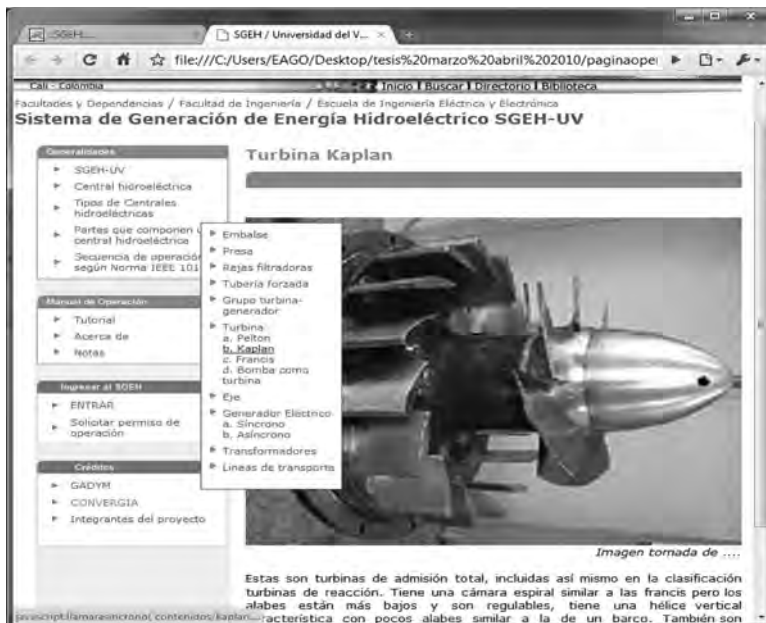 SGEH / Universidad del V...
file:///C:/Users/EAGO/Desktop/tesis%20marzo%20abril%202010/paginaoper
Cali - Colombia
Inicio I Buscar I Directorio I Biblioteca
Facultades y Dependencias / Facultad de Ingeniería / Escuela de Ingeniería Eléctrica y Electrónica
Sistema de Generación de Energía Hidroeléctrico SGEH-UV
Generalidades
SGEH-UV
Central hidroeléctrica
Tipos de Centrales
hidroeléctricas
Partes que componen
central hidroeléctrica
Secuencia de operación
según Norma IEEE 101
Manual de Operación
Tutorial
Acerca de
Notas
Ingresar al SGEH
ENTRAR
Solicitar permiso de
operación
Créditos
GADYM
CONVERGIA
Integrantes del proyecto
Embalse
Presa
Rejas filtradoras
Tubería forzada
Grupo turbina-
generador
Turbina
a. Pelton
b. Kaplan
c. Francis
d. Bomba como
turbina
Eje
Generador Eléctrico
a. Síncrono
b. Asíncrono
Transformadores
Lineas de transporte
Turbina Kaplan
Imagen tomada de ....
Estas son turbinas de admisión total, incluidas así mismo en la clasificación
turbinas de reacción. Tiene una cámara espiral similar a las francis pero los
alabes están más bajos y son regulables, tiene una hélice vertical
característica con pocos alabes similar a la de un barco. También son